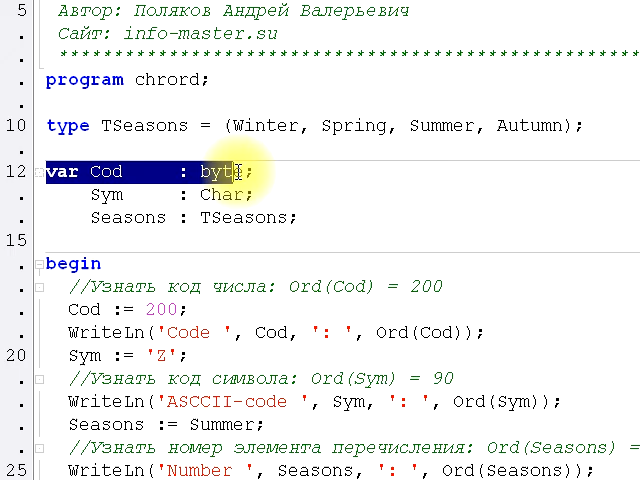 5 Автор: Поляков Андрей Валерьевич
. Сайт: info-master.su
. ******************************************************
. program chrord;
.
10 type TSeasons = (Winter, Spring, Summer, Autumn);
.
12 var Cod : byte;
. Sym : Char;
. Seasons : TSeasons;
15
. begin
. //Узнать код числа: Ord(Cod) = 200
. Cod := 200;
. WriteLn('Code ', Cod, ': ', Ord(Cod));
20 Sym := 'Z';
. //Узнать код символа: Ord(Sym) = 90
. WriteLn('ASCCII-code ', Sym, ': ', Ord(Sym));
. Seasons := Summer;
. //Узнать номер элемента перечисления: Ord(Seasons) =
25 WriteLn('Number ', Seasons, ': ', Ord(Seasons));